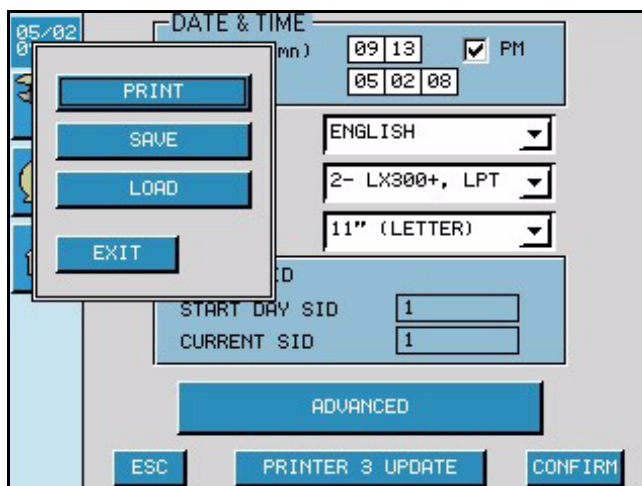 05/02
DATE & TIME
mn)
09 13
PM
05 02 08
PRINT
SAVE
LOAD
EXIT
ENGLISH
2- LX300+, LPT
11" (LETTER)
START DAY SID
1
CURRENT SID
1
ADVANCED
ESC
PRINTER 3 UPDATE
CONFIRM